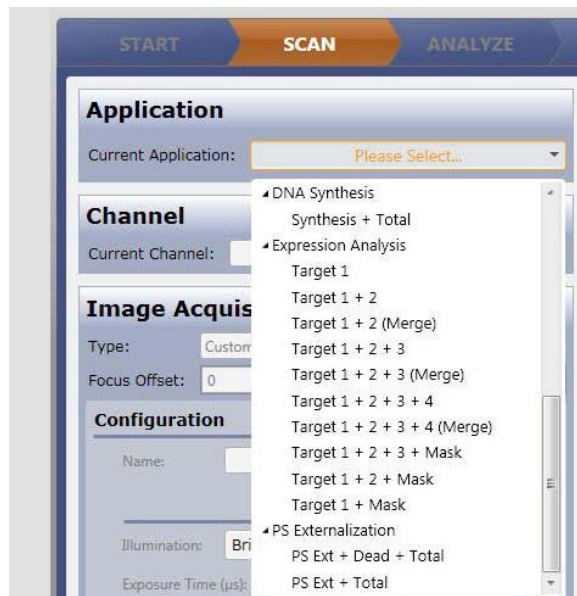 START SCAN ANALYZE
Application
Current Application: Please Select...
DNA Synthesis
Synthesis + Total
Expression Analysis
Target 1
Target 1 + 2
Target 1 + 2 (Merge)
Target 1 + 2 + 3
Target 1 + 2 + 3 (Merge)
Target 1 + 2 + 3 + 4
Target 1 + 2 + 3 + 4 (Merge)
Target 1 + 2 + 3 + Mask
Target 1 + 2 + Mask
Target 1 + Mask
PS Externalization
PS Ext + Dead + Total
PS Ext + Total
Channel
Current Channel:
Image Acquis
Type: Custom
Focus Offset: 0
Configuration
Name:
Illumination: Bri
Exposure Time (µs):